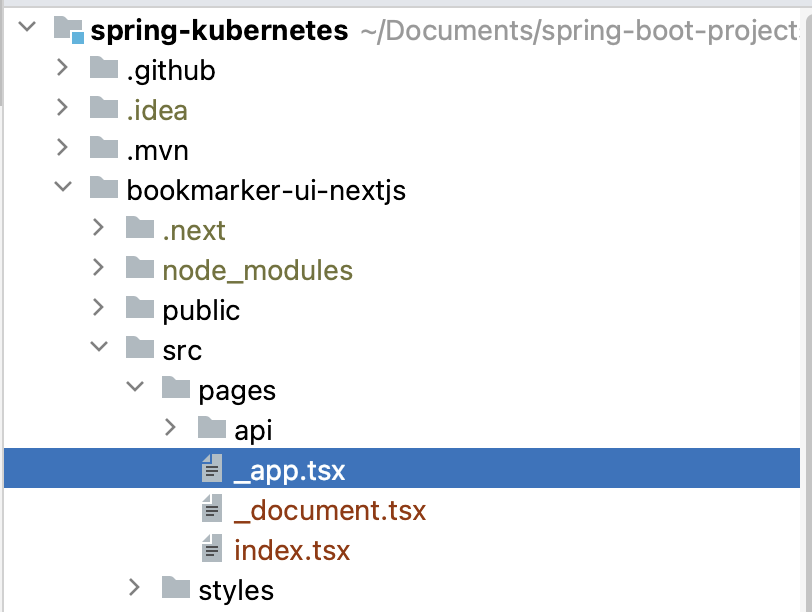 spring-kubernetes ~/Documents/spring-boot-project
.github
.idea
.mvn
bookmarker-ui-nextjs
.next
node_modules
public
src
pages
api
_app.tsx
_document.tsx
index.tsx
styles